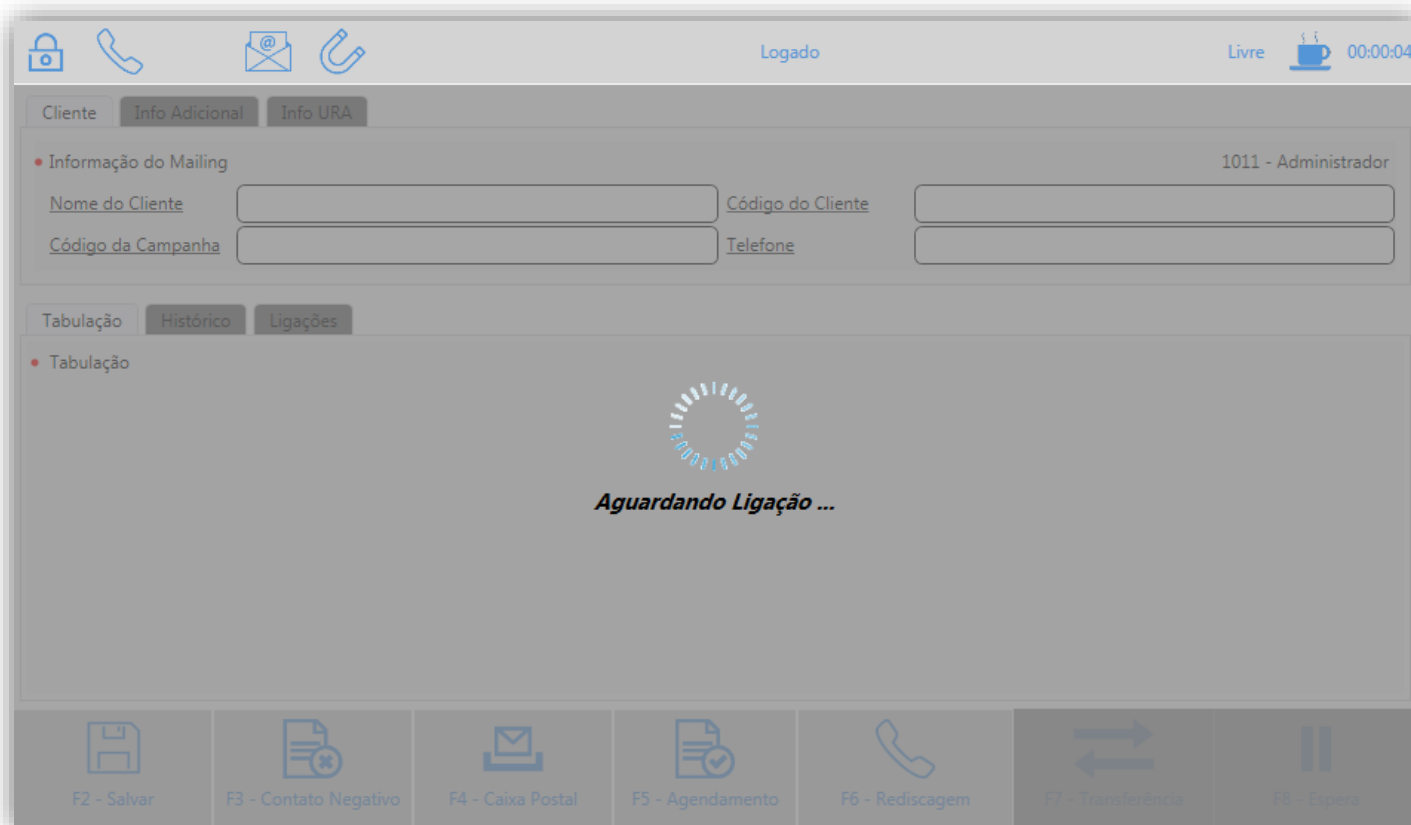 @ Logado Livre 00:00:04
Cliente Info Adicional Info URA
Informação do Mailing 1011 - Administrador
Nome do Cliente Código do Cliente
Código da Campanha Telefone
Tabulação Histórico Ligações
Tabulação
Aguardando Ligação ...
F2 - Salvar F3 - Contato Negativo F4 - Caixa Postal F5 - Agendamento F6 - Rediscagem F7 - Transferência F8 - Espera